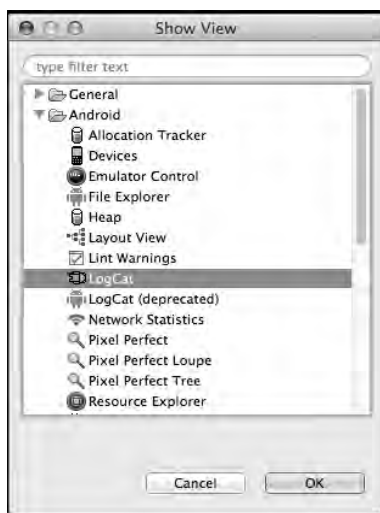 Show View
type filter text
General
Android
Allocation Tracker
Devices
Emulator Control
File Explorer
Heap
Layout View
Lint Warnings
LogCat
LogCat (deprecated)
Network Statistics
Pixel Perfect
Pixel Perfect Loupe
Pixel Perfect Tree
Resource Explorer
Cancel
OK